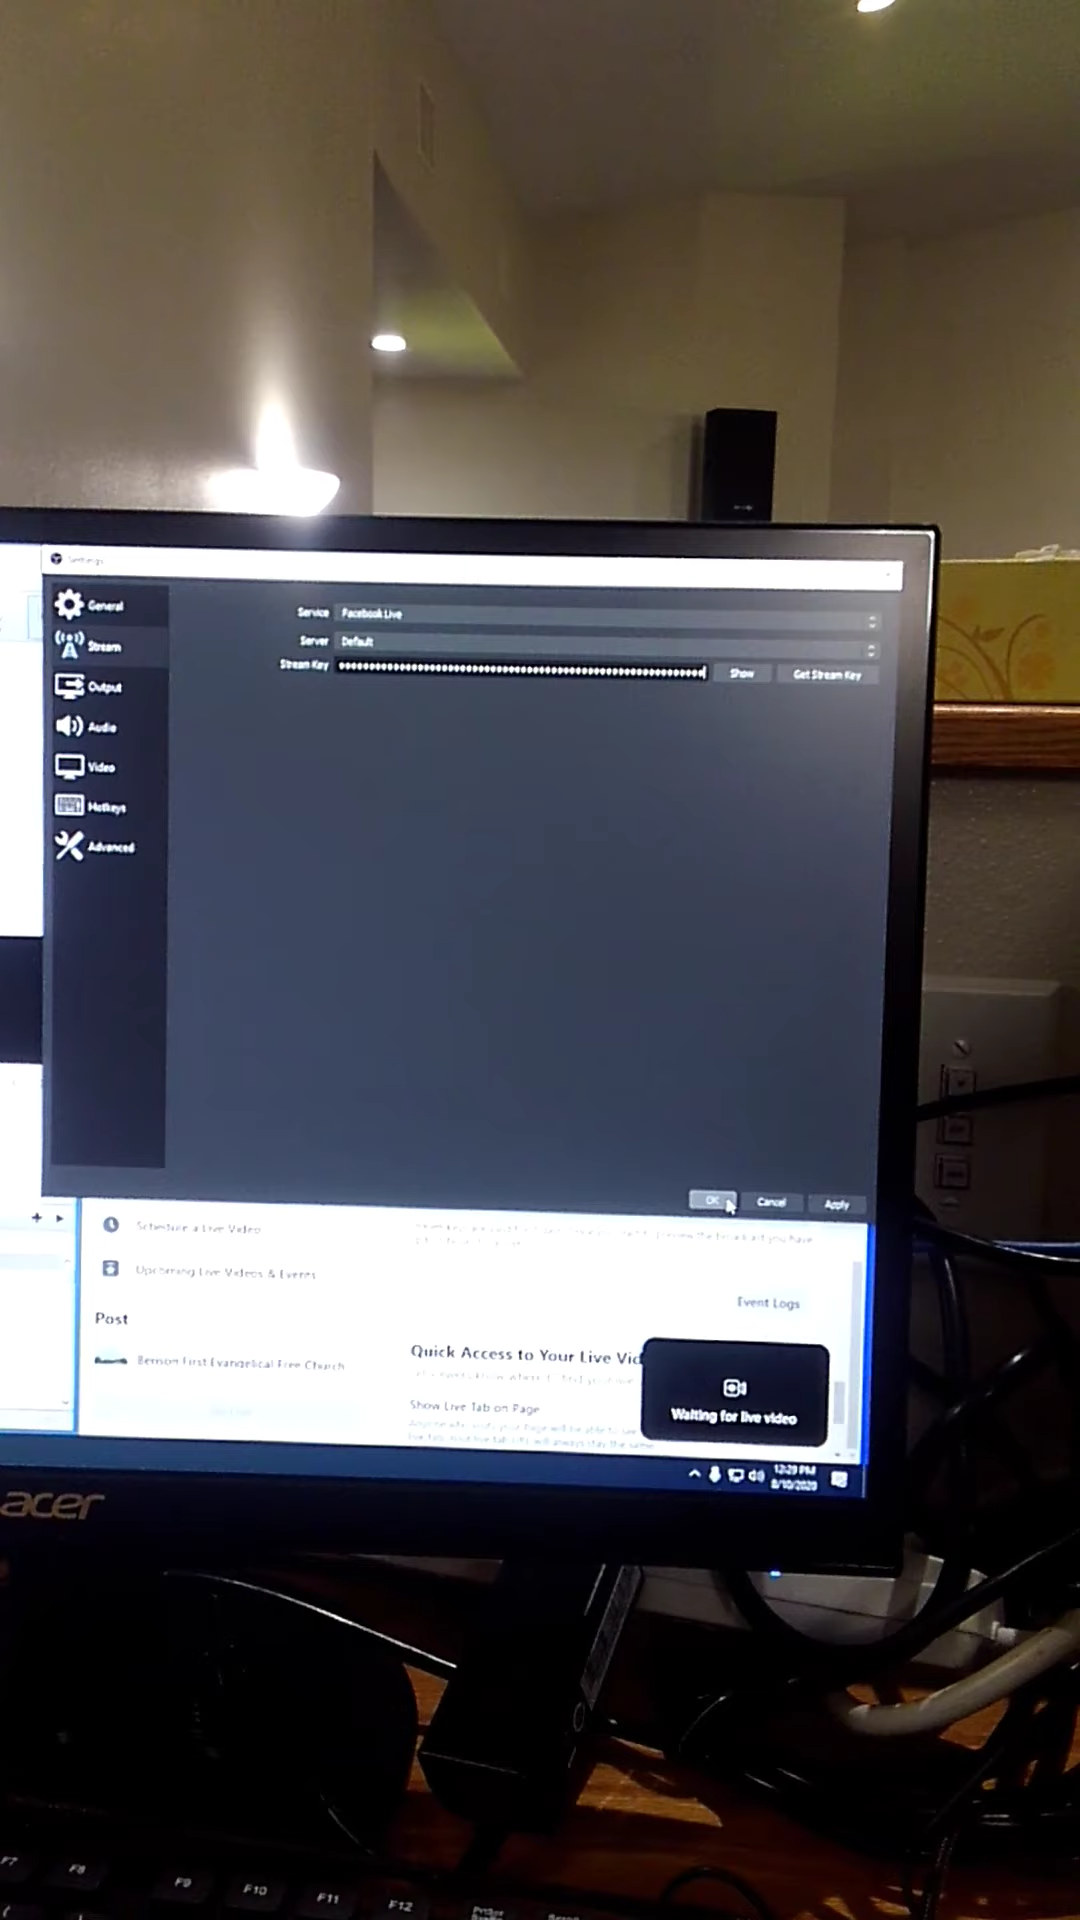 Settings
General
Service
Facebook Live
Stream
Server
Default
Stream Key
Show
Get Stream Key
Output
Audio
Video
Hotkeys
Advanced
OK
Cancel
Apply
Schedule a Live Video
Upcoming Live Videos & Events
Event Logs
Post
Benson First Evangelical Free Church
Quick Access to Your Live Vid
Show Live Tab on Page
Waiting for live video
12:29 PM
8/10/2020
acer
F7
F8
F9
F10
F11
F12
PrtScn